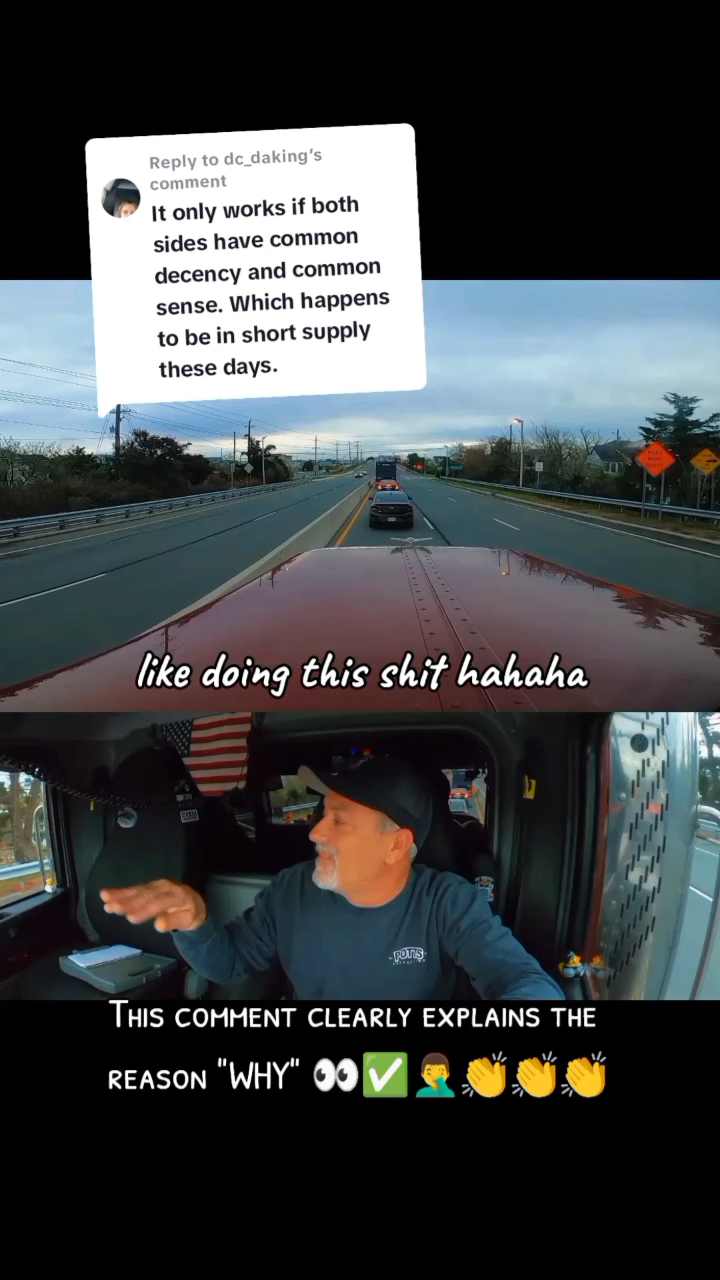 Reply to dc_daking's
comment
It only works if both
sides have common
decency and common
sense. Which happens
to be in short supply
these days.
like doing this shit hahaha
POTTS
THIS COMMENT CLEARLY EXPLAINS THE
REASON "WHY" 👀✅🤦‍♂️👏👏👏